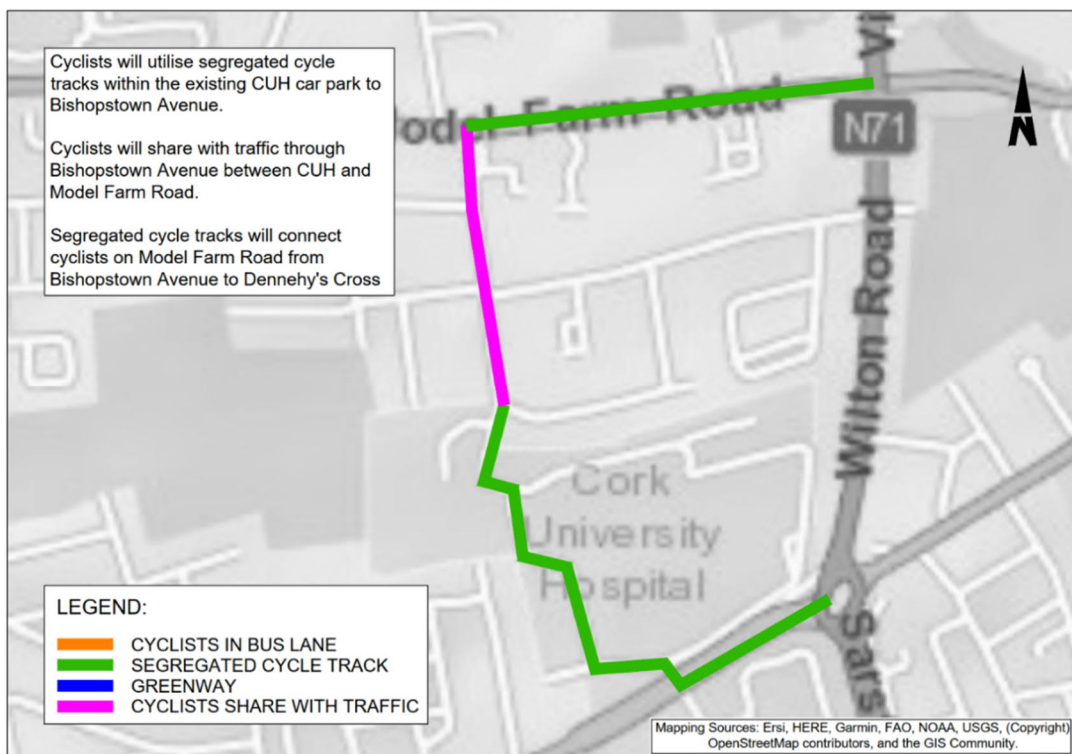 Cyclists will utilise segregated cycle
tracks within the existing CUH car park to
Bishopstown Avenue.
Cyclists will share with traffic through
Bishopstown Avenue between CUH and
Model Farm Road.
Segregated cycle tracks will connect
cyclists on Model Farm Road from
Bishopstown Avenue to Dennehy's Cross
Model Farm Road
N71
N
Wilton Road
Cork
University
Hospital
Sars
LEGEND:
CYCLISTS IN BUS LANE
SEGREGATED CYCLE TRACK
GREENWAY
CYCLISTS SHARE WITH TRAFFIC
Mapping Sources: Ersi, HERE, Garmin, FAO, NOAA, USGS, (Copyright)
OpenStreetMap contributors, and the GIS Community.